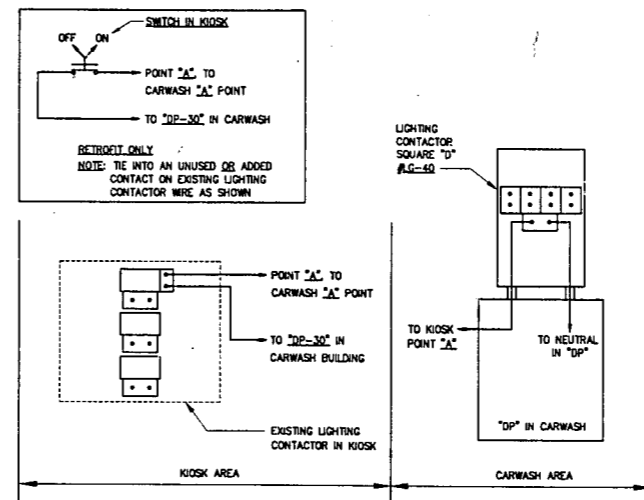 SWITCH IN KIOSK
OFF ON
POINT "A", TO
CARWASH "A" POINT
TO "DP-30" IN CARWASH
RETROFIT ONLY
NOTE: TIE INTO AN UNUSED OR ADDED
CONTACT ON EXISTING LIGHTING
CONTACTOR WIRE AS SHOWN
LIGHTING
CONTACTOR
SQUARE "D"
#LG-40
POINT "A", TO
CARWASH "A" POINT
TO "DP-30" IN
CARWASH BUILDING
EXISTING LIGHTING
CONTACTOR IN KIOSK
TO KIOSK
POINT "A"
TO NEUTRAL
IN "DP"
"DP" IN CARWASH
KIOSK AREA
CARWASH AREA